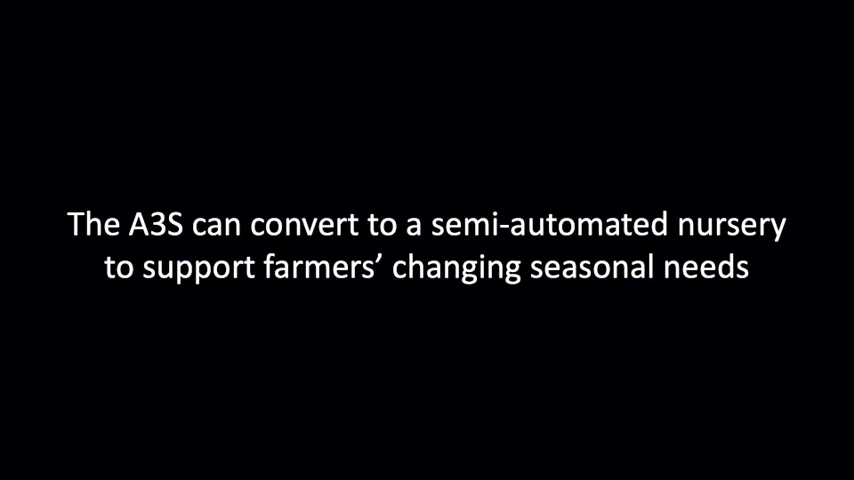 The A3S can convert to a semi-automated nursery
to support farmers’ changing seasonal needs